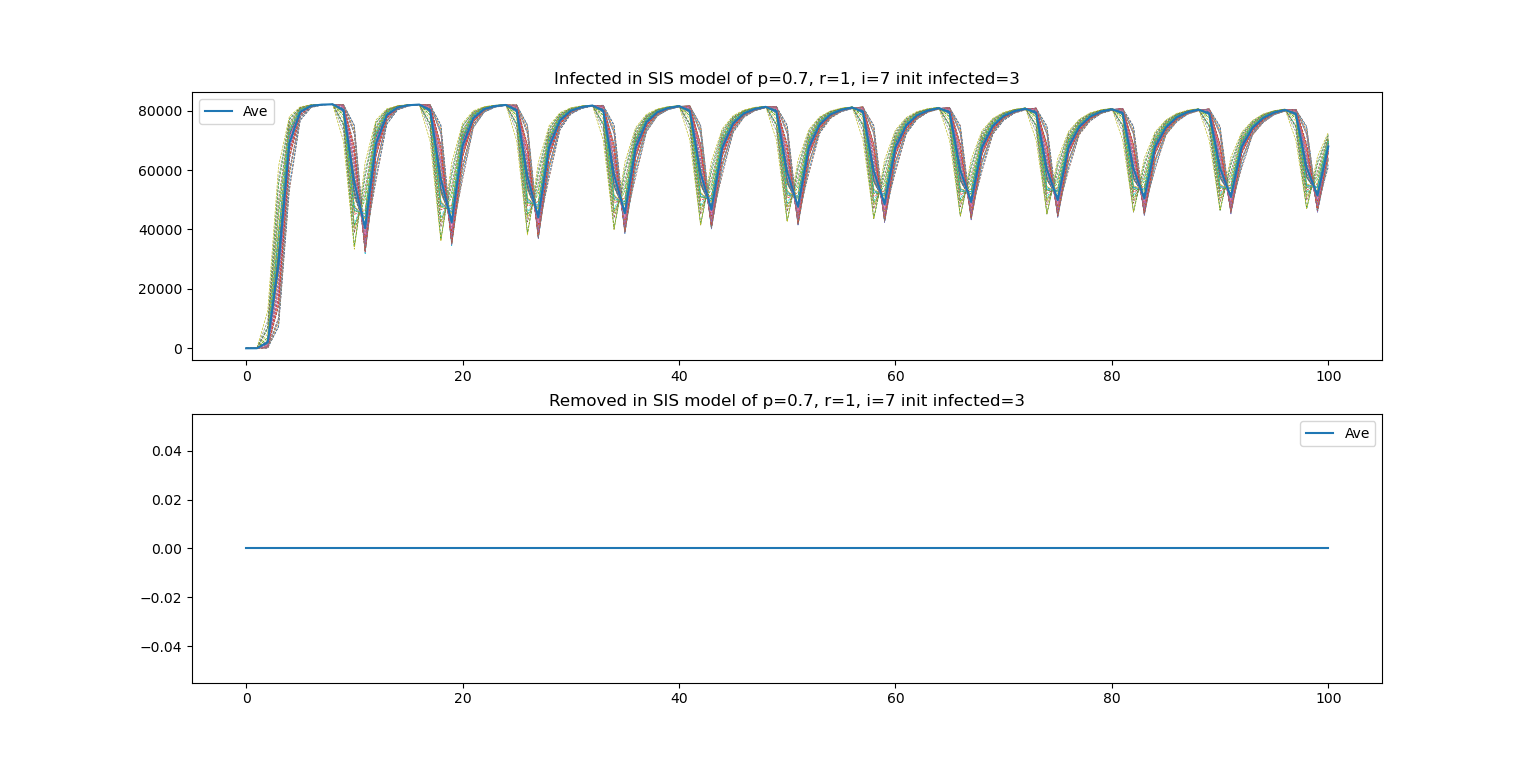 Infected in SIS model of p=0.7, r=1, i=7 init infected=3
Ave
80000
60000
40000
20000
0
0 20 40 60 80 100
Removed in SIS model of p=0.7, r=1, i=7 init infected=3
Ave
0.04
0.02
0.00
−0.02
−0.04
0 20 40 60 80 100